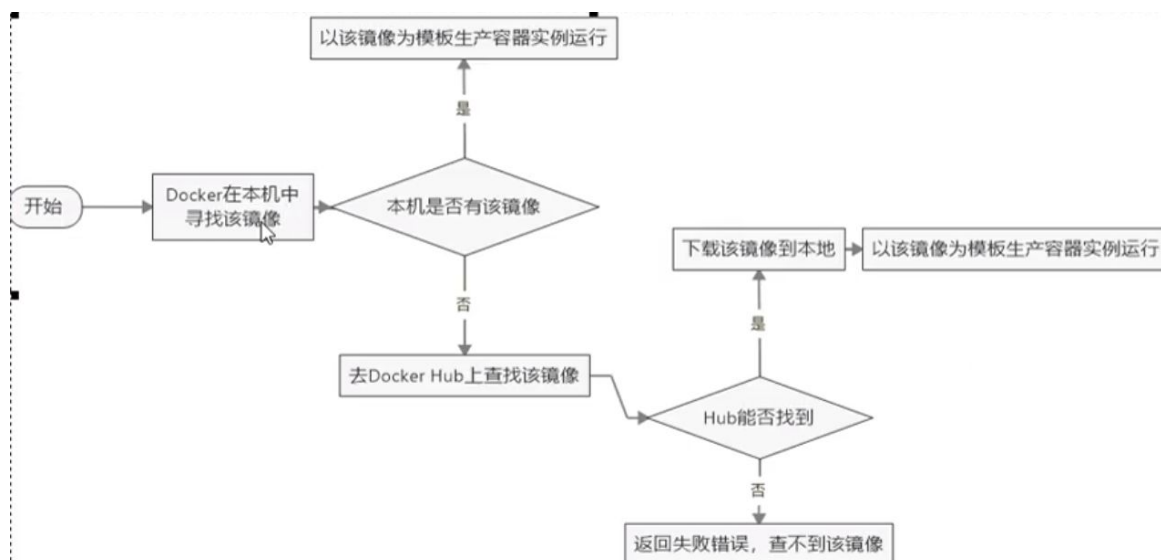 以该镜像为模板生产容器实例运行
是
开始
Docker在本机中
寻找该镜像
本机是否有该镜像
否
下载该镜像到本地
以该镜像为模板生产容器实例运行
是
去Docker Hub上查找该镜像
Hub能否找到
否
返回失败错误，查不到该镜像